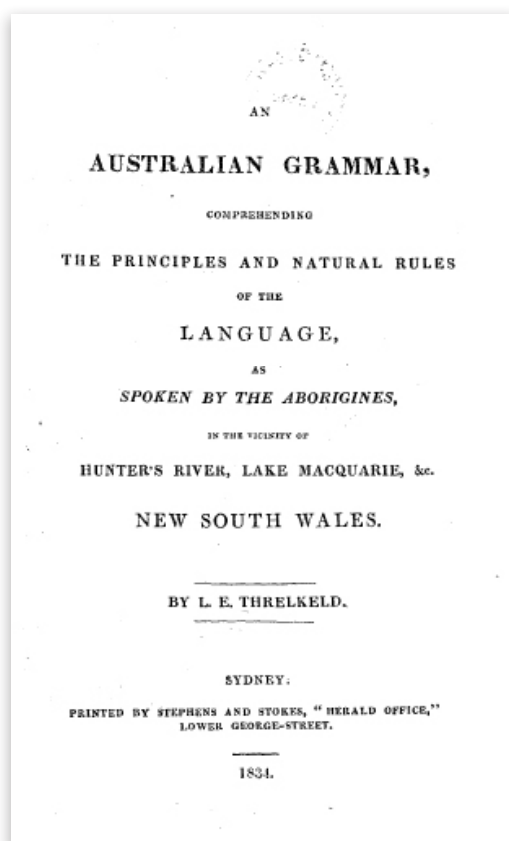 AN
AUSTRALIAN GRAMMAR,
COMPREHENDING
THE PRINCIPLES AND NATURAL RULES
OF THE
LANGUAGE,
AS
SPOKEN BY THE ABORIGINES,
IN THE VICINITY OF
HUNTER'S RIVER, LAKE MACQUARIE, &c.
NEW SOUTH WALES.
BY L. E. THRELKELD.
SYDNEY:
PRINTED BY STEPHENS AND STOKES, "HERALD OFFICE,"
LOWER GEORGE-STREET.
1834.